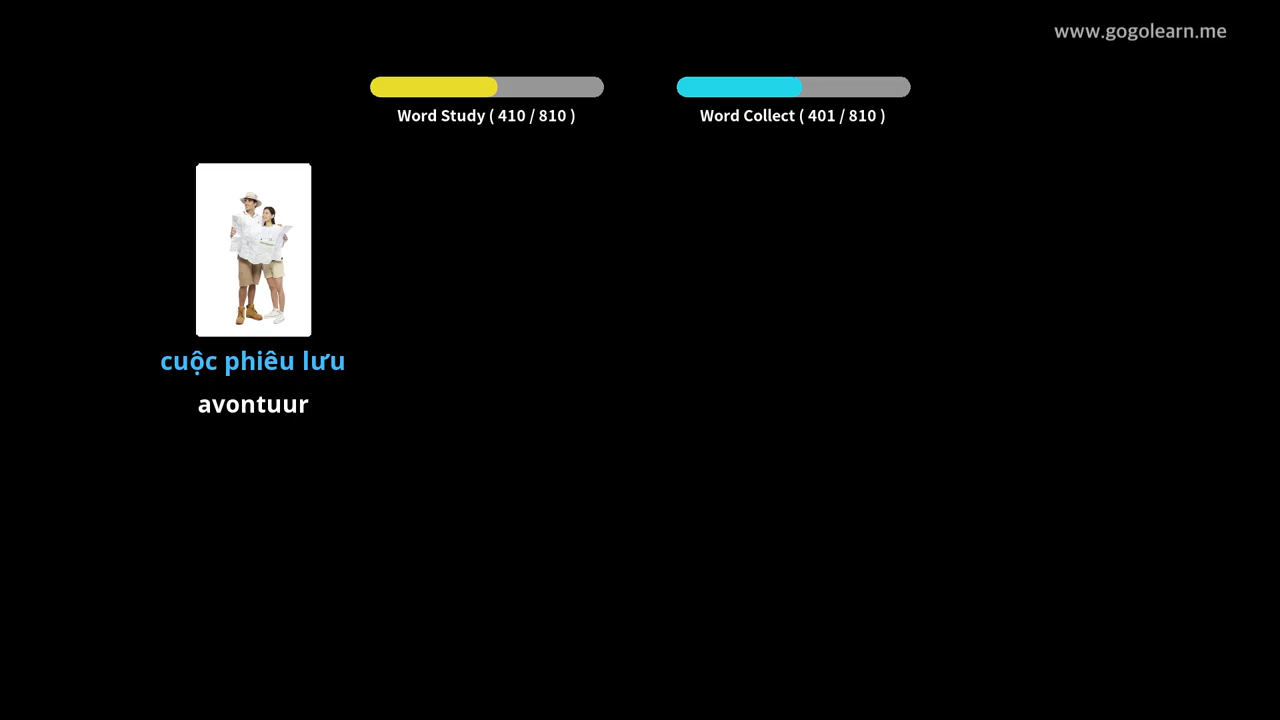 www.gogolearn.me
Word Study ( 410 / 810 )
Word Collect ( 401 / 810 )
cuộc phiêu lưu
avontuur